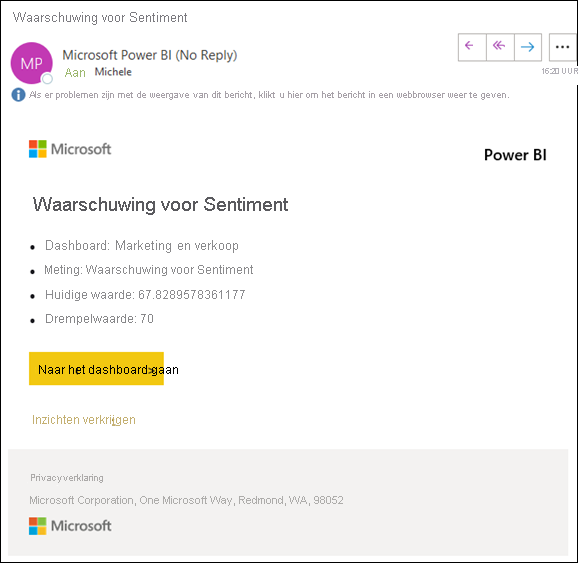 Waarschuwing voor Sentiment
MP
Microsoft Power BI (No Reply)
Aan Michele
16:20 UUR
Als er problemen zijn met de weergave van dit bericht, klikt u hier om het bericht in een webbrowser weer te geven.
Microsoft
Power BI
Waarschuwing voor Sentiment
Dashboard: Marketing en verkoop
Meting: Waarschuwing voor Sentiment
Huidige waarde: 67.8289578361177
Drempelwaarde: 70
Naar het dashboard gaan
Inzichten verkrijgen
Privacyverklaring
Microsoft Corporation, One Microsoft Way, Redmond, WA, 98052
Microsoft